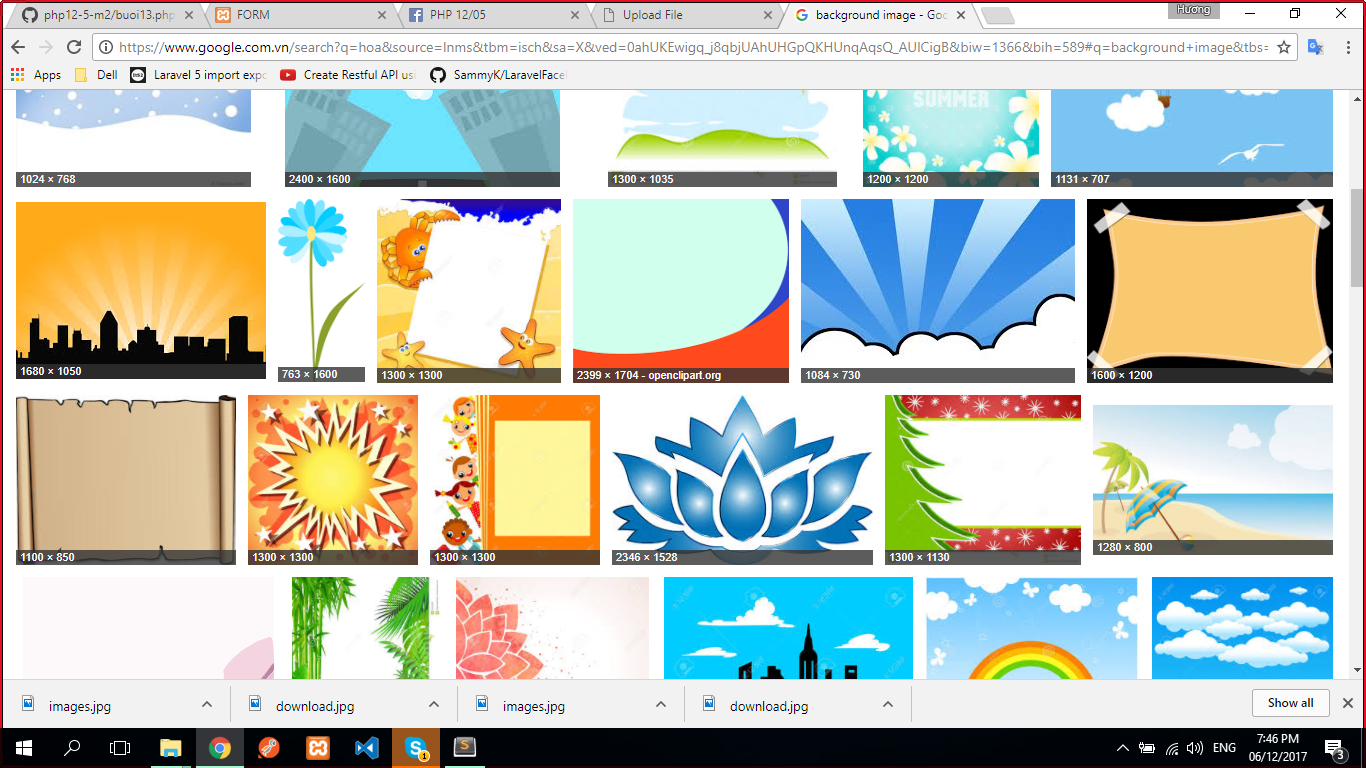 php12-5-m2/buoi13.php
FORM
PHP 12/05
Upload File
background image - Goo
Hương
https://www.google.com.vn/search?q=hoa&source=lnms&tbm=isch&sa=X&ved=0ahUKEwigq_j8qbjUAhUHGpQKHUnqAqsQ_AUICigB&biw=1366&bih=589#q=background+image&tbs=
Apps
Dell
Laravel 5 import expo
Create Restful API usi
SammyK/LaravelFace
SUMMER
1024 × 768
2400 × 1600
1300 × 1035
1200 × 1200
1131 × 707
1680 × 1050
763 × 1600
1300 × 1300
2399 × 1704 - openclipart.org
1084 × 730
1600 × 1200
1100 × 850
1300 × 1300
1300 × 1300
2346 × 1528
1300 × 1130
1280 × 800
images.jpg
download.jpg
images.jpg
download.jpg
Show all
1
S
ENG
7:46 PM
06/12/2017
3